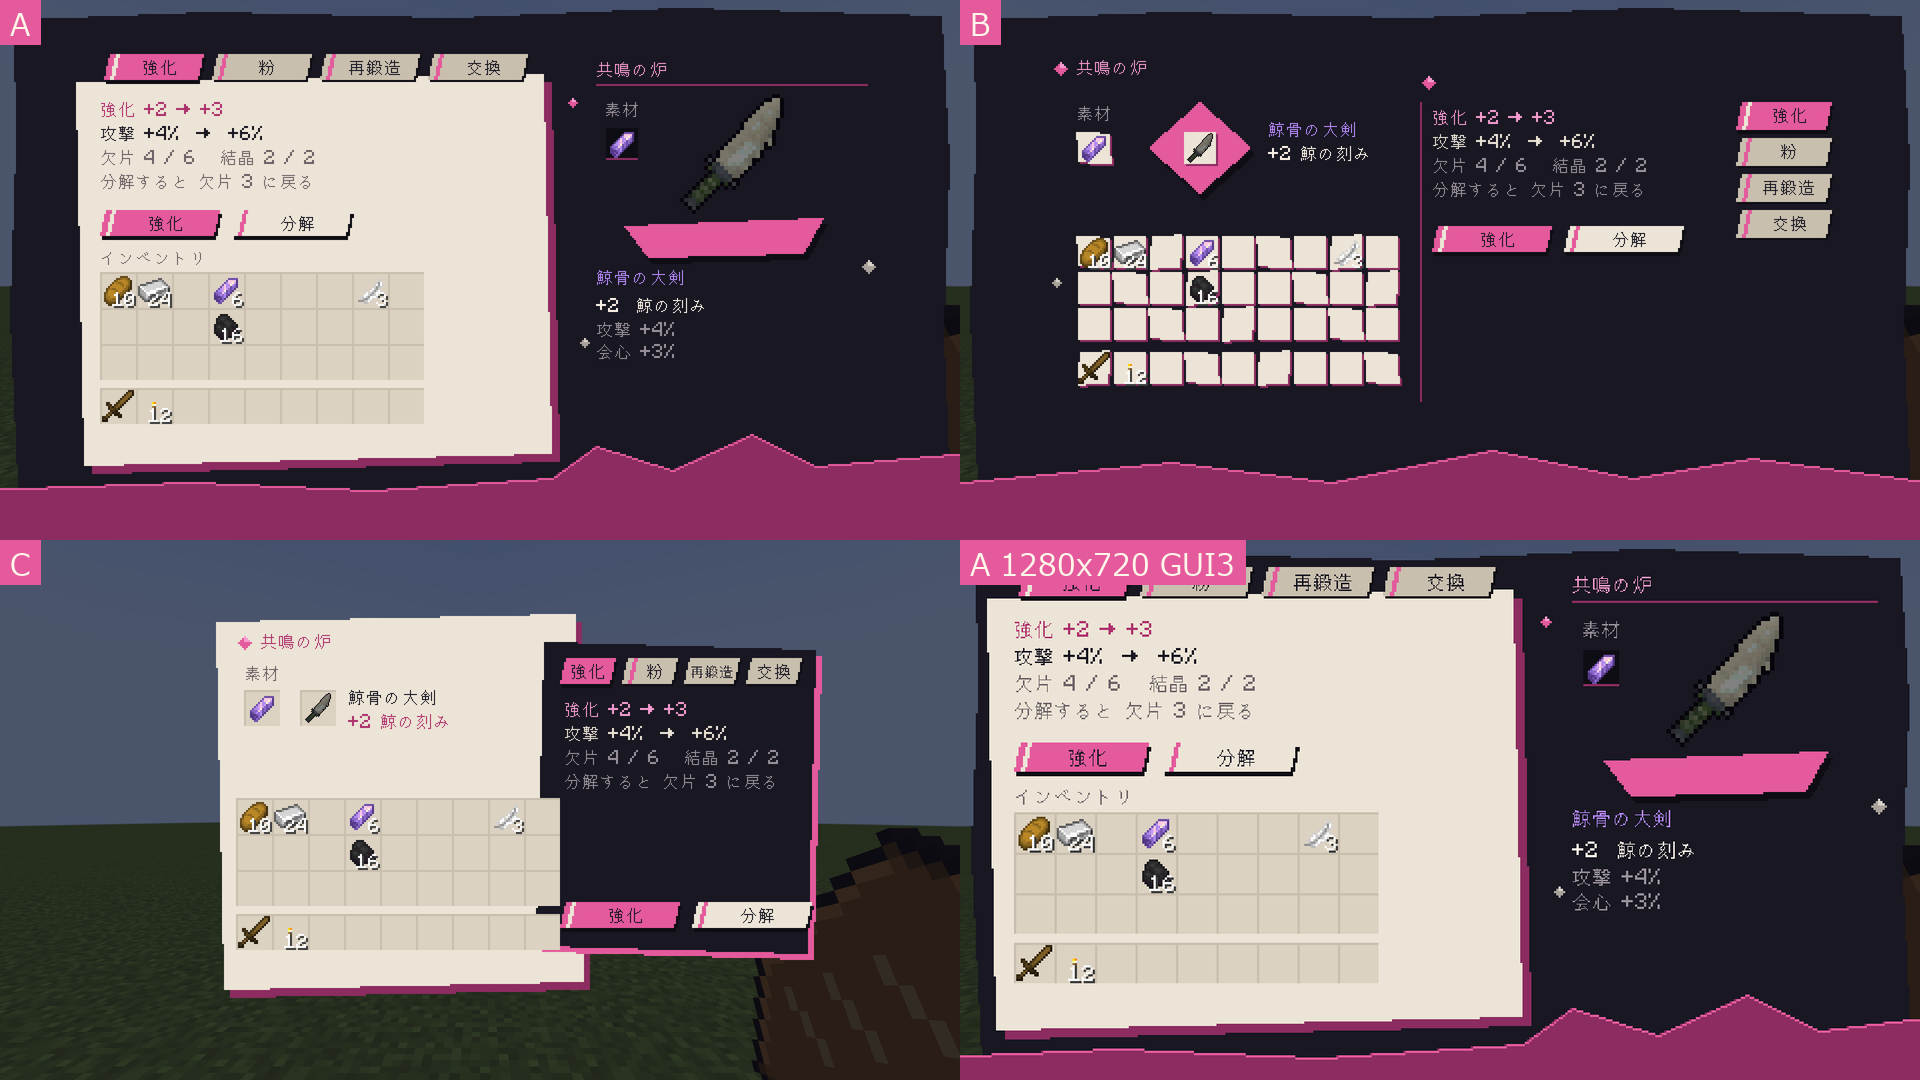 A
強化 粉 再鍛造 交換
強化 +2 → +3
攻撃 +4% → +6%
欠片 4 / 6 結晶 2 / 2
分解すると 欠片 3 に戻る
強化 分解
インベントリ
10 24 6 3
16
12
共鳴の炉
素材
鯨骨の大剣
+2 鯨の刻み
攻撃 +4%
会心 +3%
B
共鳴の炉
素材
鯨骨の大剣
+2 鯨の刻み
10 24 6 3
16
12
強化 +2 → +3
攻撃 +4% → +6%
欠片 4 / 6 結晶 2 / 2
分解すると 欠片 3 に戻る
強化 分解
強化
粉
再鍛造
交換
C
共鳴の炉
素材
鯨骨の大剣
+2 鯨の刻み
10 24 6 3
16
12
強化 粉 再鍛造 交換
強化 +2 → +3
攻撃 +4% → +6%
欠片 4 / 6 結晶 2 / 2
分解すると 欠片 3 に戻る
強化 分解
A 1280x720 GUI3
強化 粉 再鍛造 交換
強化 +2 → +3
攻撃 +4% → +6%
欠片 4 / 6 結晶 2 / 2
分解すると 欠片 3 に戻る
強化 分解
インベントリ
10 24 6 3
16
12
共鳴の炉
素材
鯨骨の大剣
+2 鯨の刻み
攻撃 +4%
会心 +3%